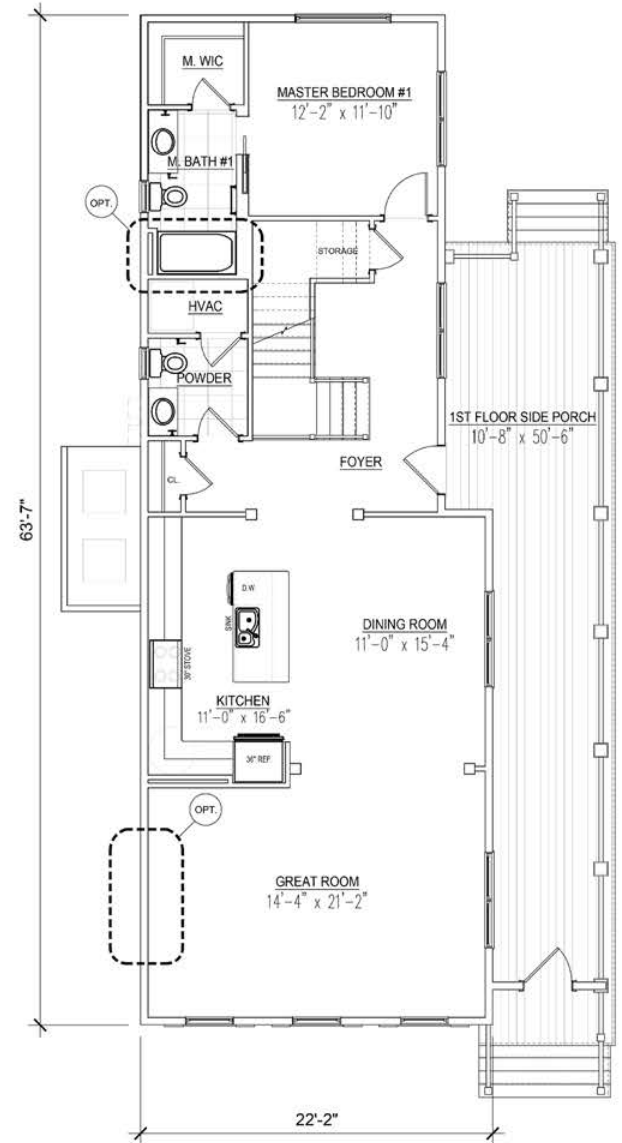 M. WIC
MASTER BEDROOM #1
12'-2" x 11'-10"
M. BATH #1
OPT.
STORAGE
HVAC
POWDER
1ST FLOOR SIDE PORCH
10'-8" x 50'-6"
FOYER
CL.
63'-7"
D.W
SINK
DINING ROOM
11'-0" x 15'-4"
30" STOVE
KITCHEN
11'-0" x 16'-6"
36" REF
OPT.
GREAT ROOM
14'-4" x 21'-2"
22'-2"